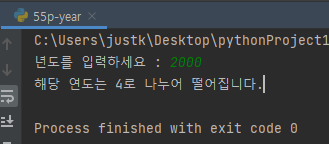 55p-year
C:\Users\justk\Desktop\pythonProject1
년도를 입력하세요 : 2000
해당 연도는 4로 나누어 떨어집니다.
Process finished with exit code 0